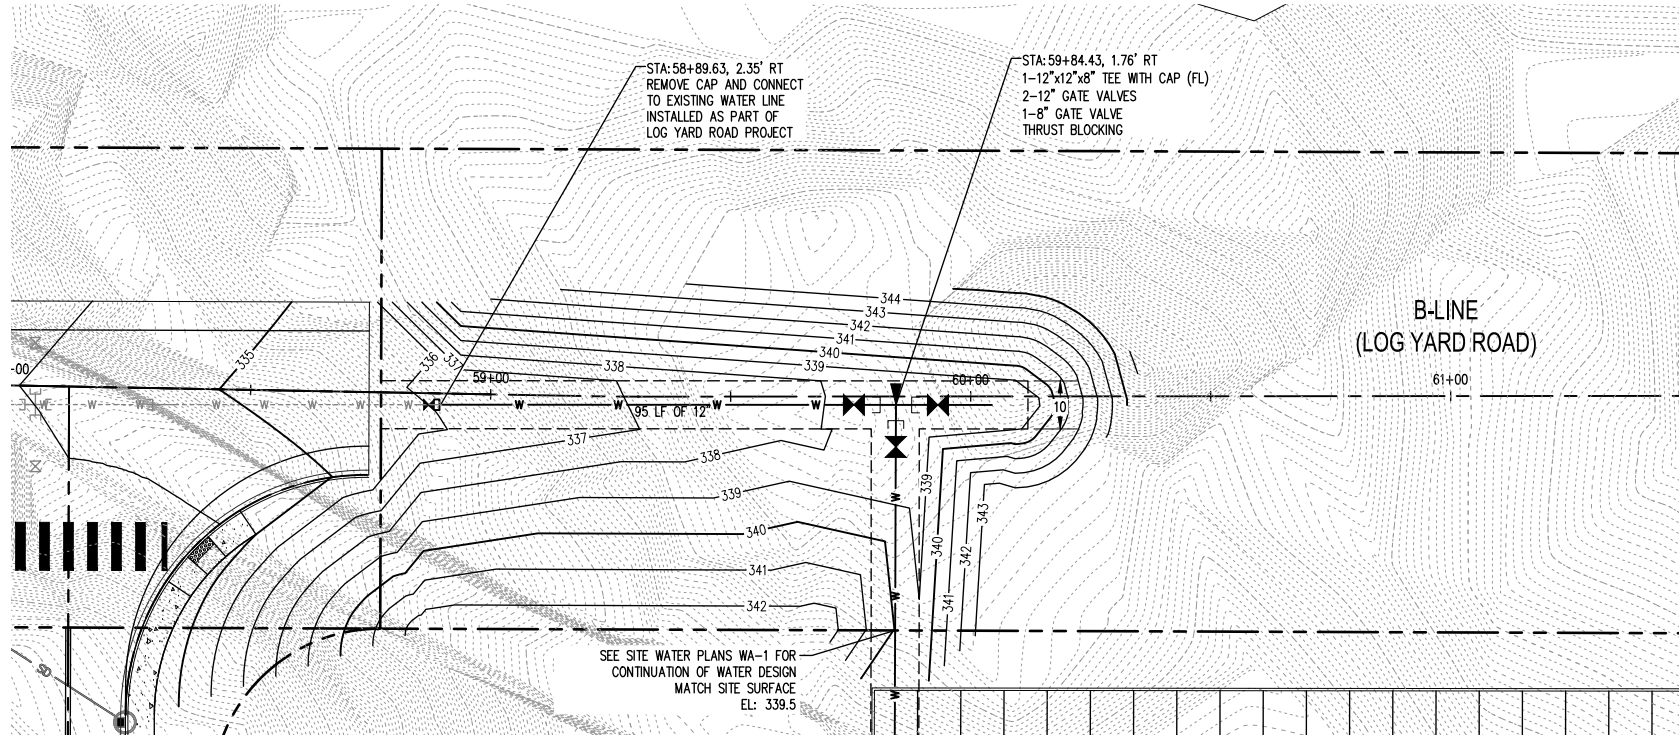 STA: 58+89.63, 2.35' RT
REMOVE CAP AND CONNECT
TO EXISTING WATER LINE
INSTALLED AS PART OF
LOG YARD ROAD PROJECT
STA: 59+84.43, 1.76' RT
1-12"x12"x8" TEE WITH CAP (FL)
2-12" GATE VALVES
1-8" GATE VALVE
THRUST BLOCKING
B-LINE
(LOG YARD ROAD)
344
343
342
341
340
339
338
337
336
335
-00
59+00
60+00
61+00
W W W W W W
W W W W
95 LF OF 12"
10
337
338
339
340
341
342
339
340
341
342
343
W
W
W
SD
SEE SITE WATER PLANS WA-1 FOR
CONTINUATION OF WATER DESIGN
MATCH SITE SURFACE
EL: 339.5